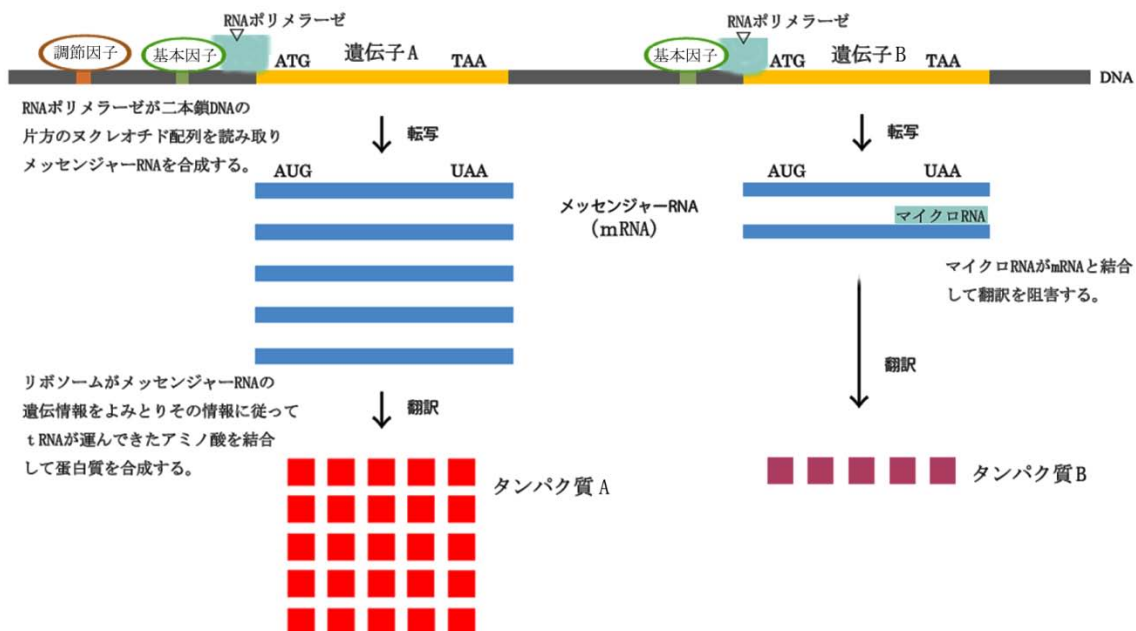 RNAポリメラーゼ
RNAポリメラーゼ
調節因子
基本因子
ATG
遺伝子A
TAA
基本因子
ATG
遺伝子B
TAA
DNA
RNAポリメラーゼが二本鎖DNAの
片方のヌクレオチド配列を読み取り
メッセンジャーRNAを合成する。
転写
転写
AUG
UAA
AUG
UAA
メッセンジャーRNA
(mRNA)
マイクロRNA
マイクロRNAがmRNAと結合
して翻訳を阻害する。
リボソームがメッセンジャーRNAの
遺伝情報をよみとりその情報に従って
tRNAが運んできたアミノ酸を結合
して蛋白質を合成する。
翻訳
翻訳
タンパク質A
タンパク質B